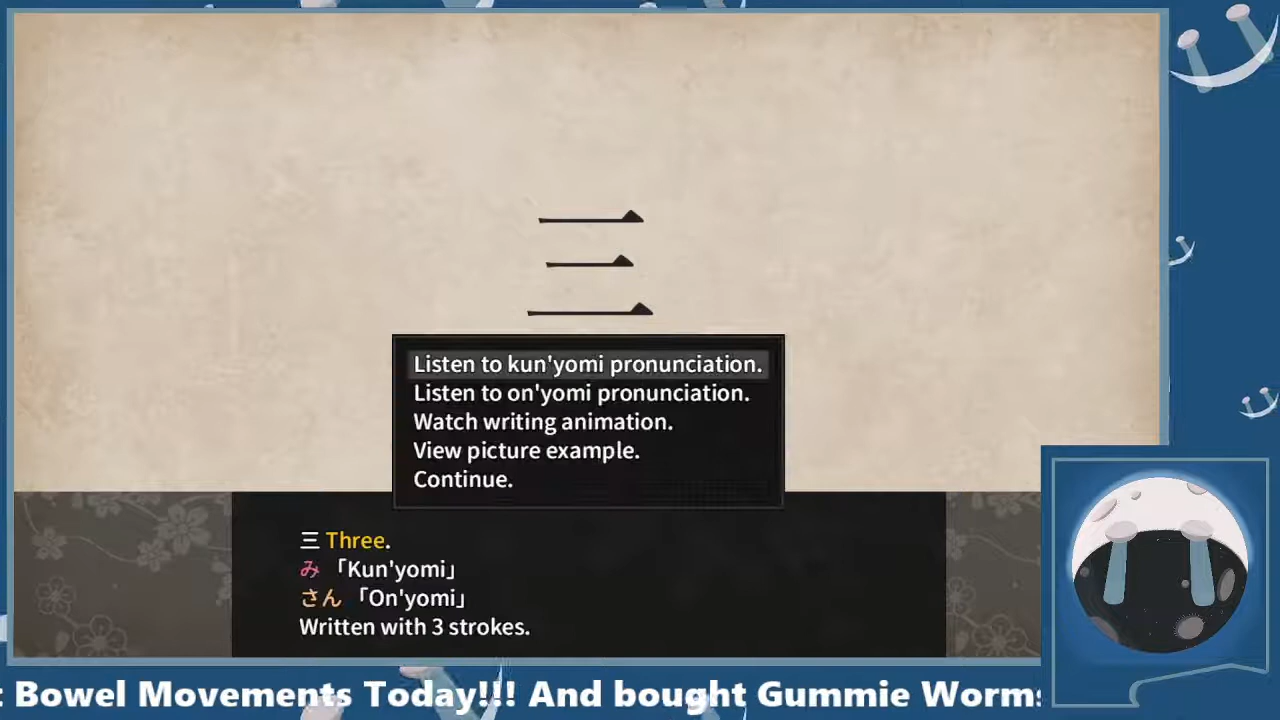 三
Listen to kun'yomi pronunciation.
Listen to on'yomi pronunciation.
Watch writing animation.
View picture example.
Continue.
三 Three.
み 「Kun'yomi」
さん 「On'yomi」
Written with 3 strokes.
: Bowel Movements Today!!! And bought Gummie Worms